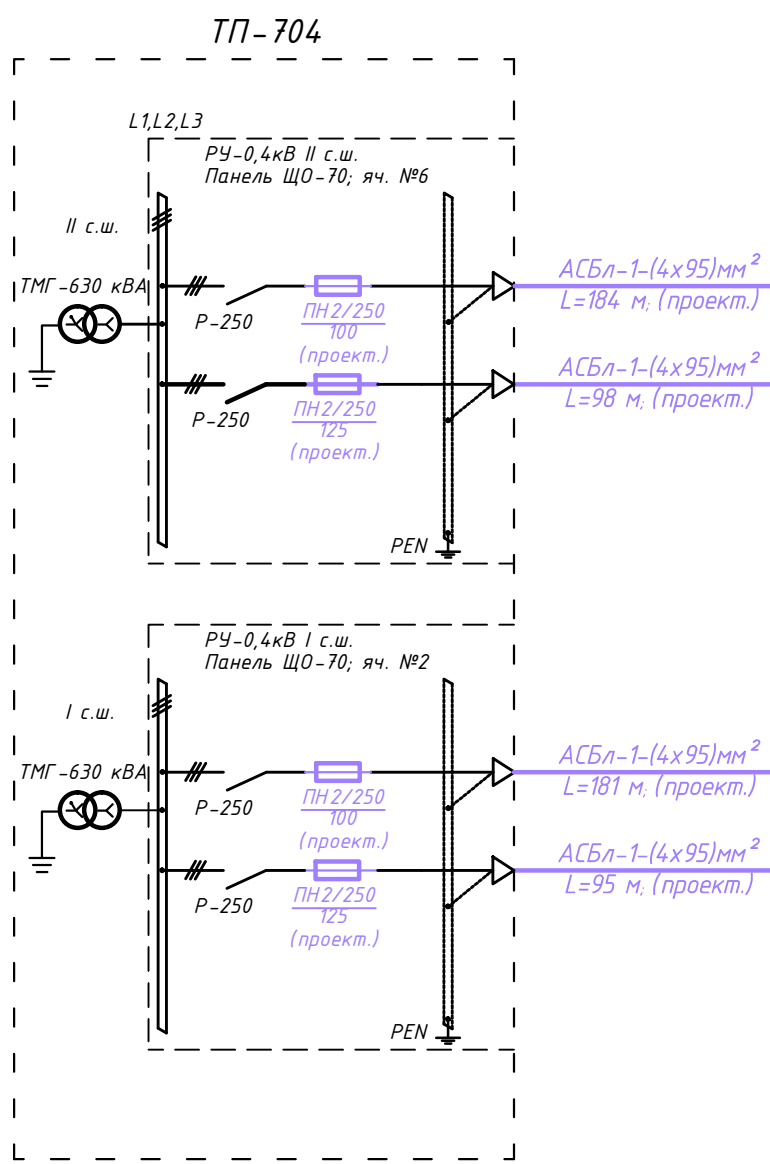 ТП-704
L1,L2,L3
РУ-0,4кВ II с.ш.
Панель ЩО-70; яч. №6
II с.ш.
ТМГ-630 кВА
Р-250
ПН2/250
100
(проект.)
АСБл-1-(4х95)мм²
L=184 м; (проект.)
Р-250
ПН2/250
125
(проект.)
АСБл-1-(4х95)мм²
L=98 м; (проект.)
PEN
РУ-0,4кВ I с.ш.
Панель ЩО-70; яч. №2
I с.ш.
ТМГ-630 кВА
Р-250
ПН2/250
100
(проект.)
АСБл-1-(4х95)мм²
L=181 м; (проект.)
Р-250
ПН2/250
125
(проект.)
АСБл-1-(4х95)мм²
L=95 м; (проект.)
PEN